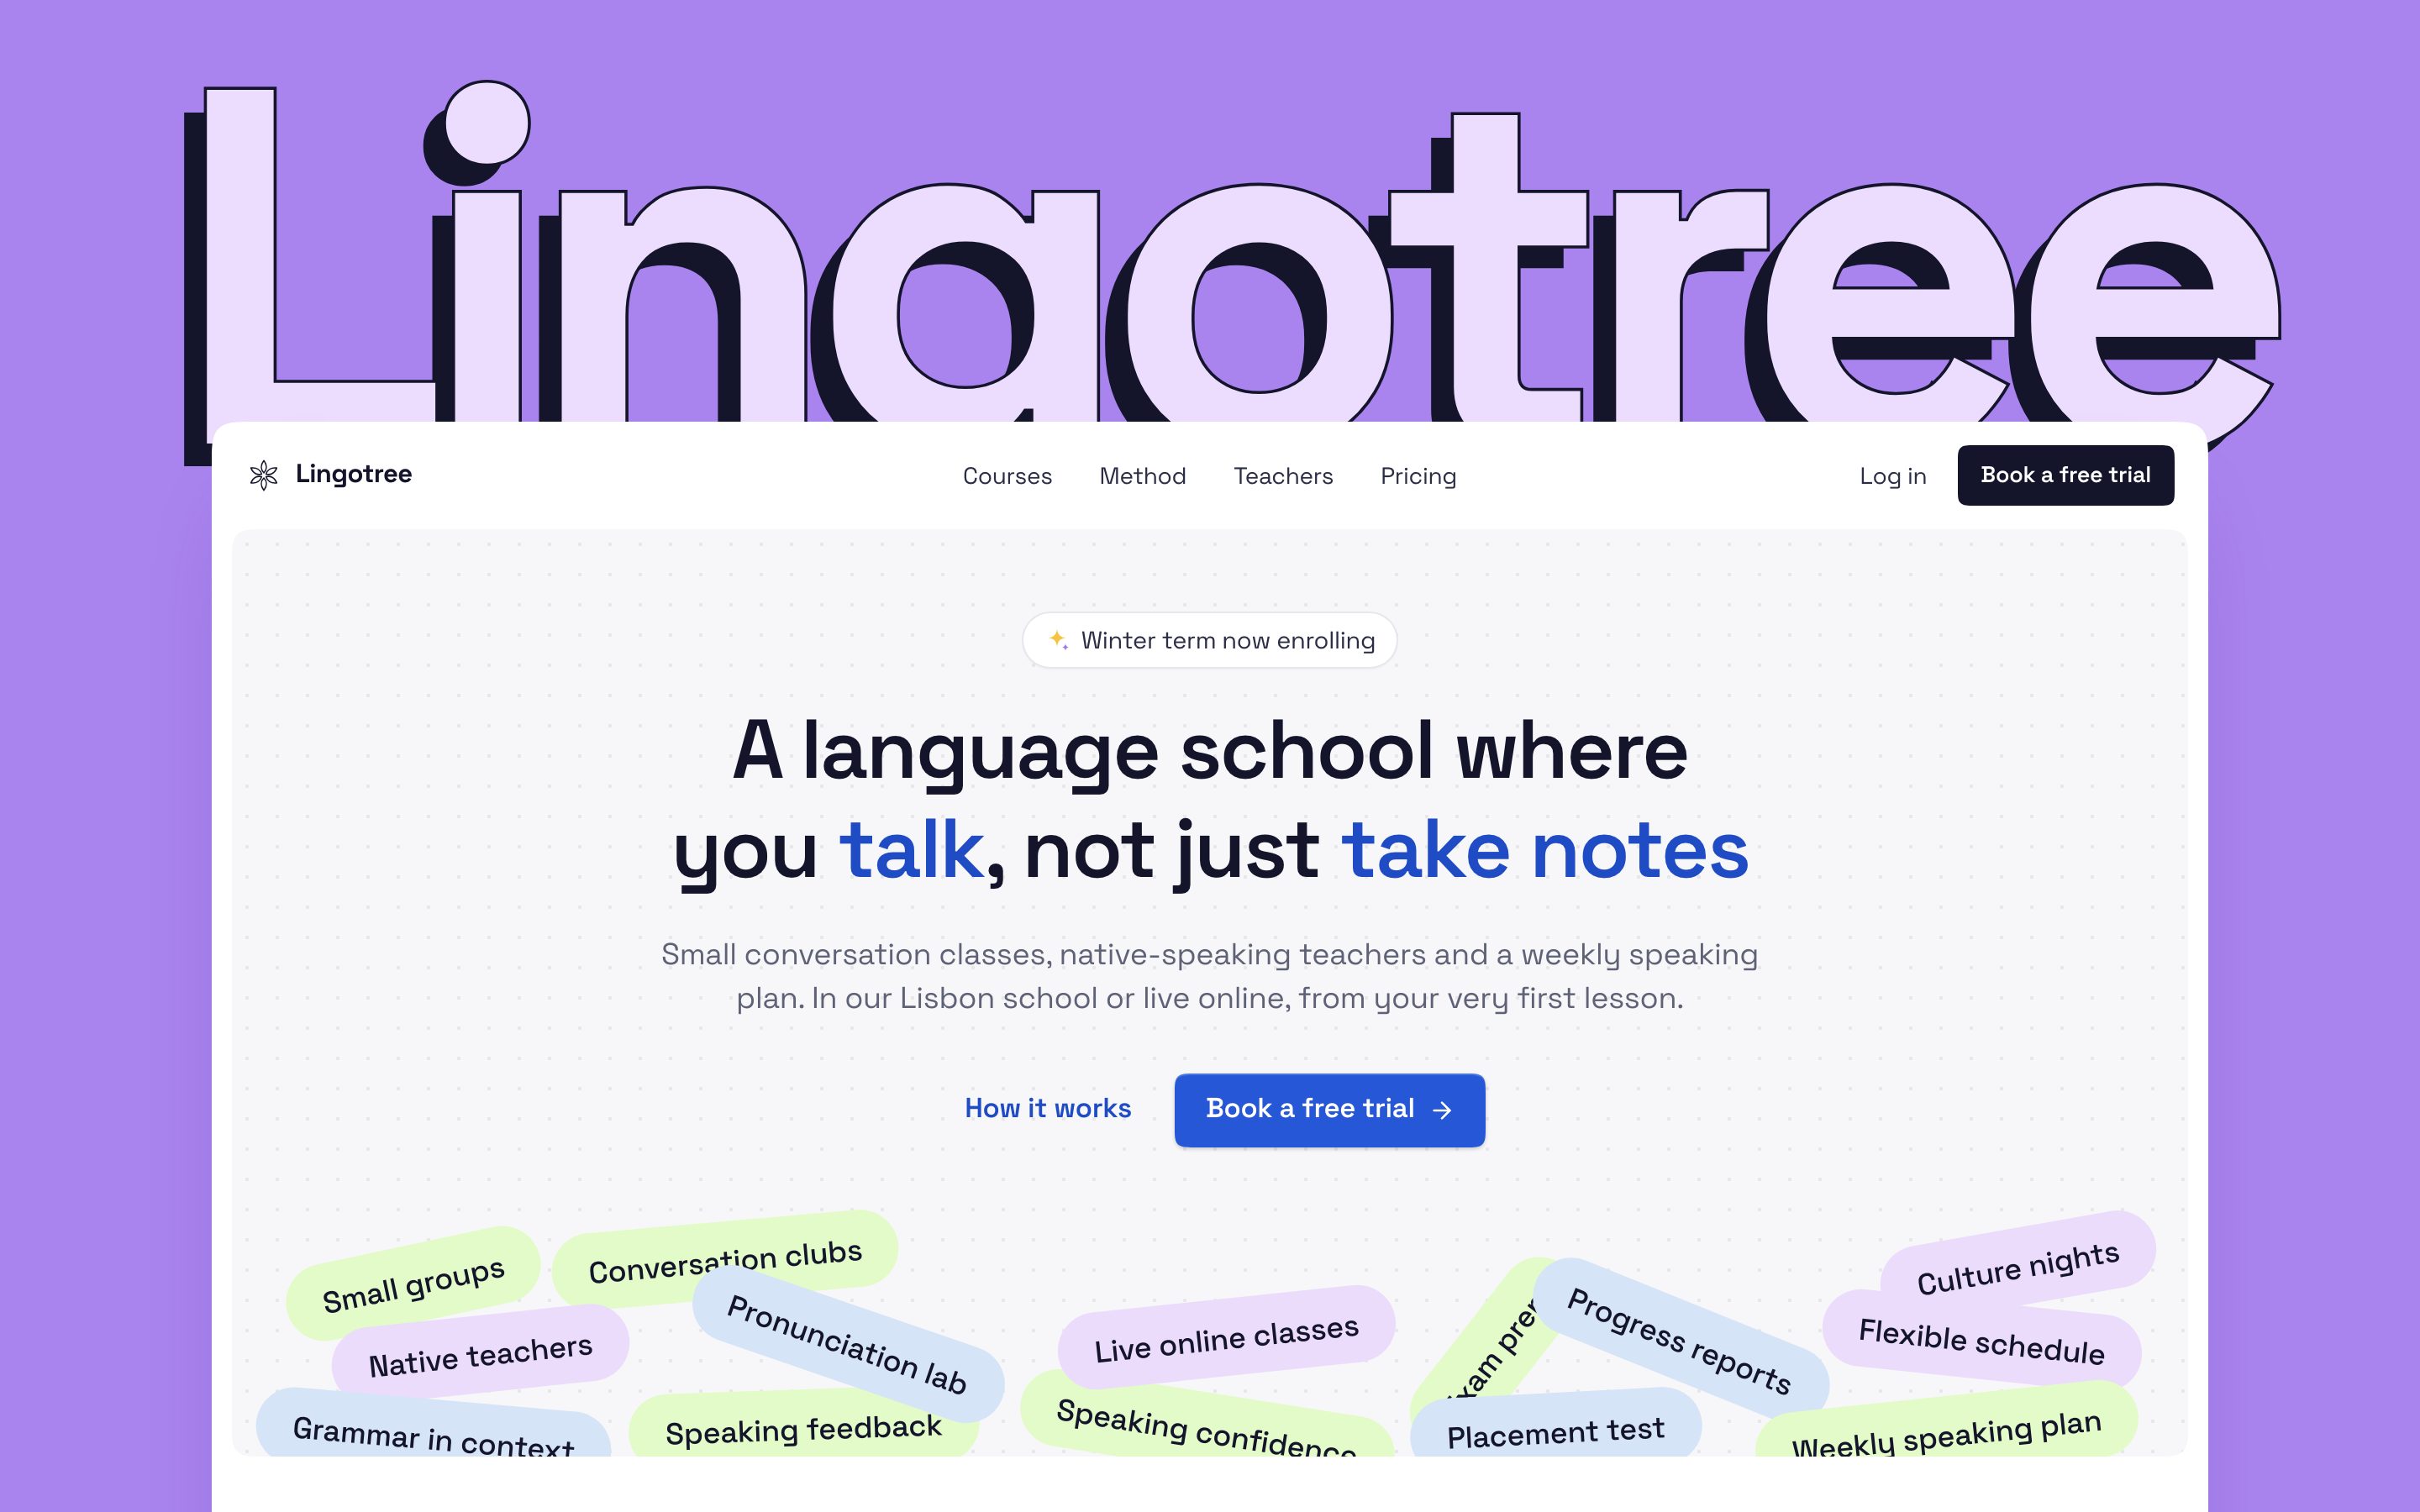 Lingotree
Lingotree
Courses
Method
Teachers
Pricing
Log in
Book a free trial
Winter term now enrolling
A language school where
you talk, not just take notes
Small conversation classes, native-speaking teachers and a weekly speaking
plan. In our Lisbon school or live online, from your very first lesson.
How it works
Book a free trial
Small groups
Conversation clubs
Culture nights
Native teachers
Pronunciation lab
Live online classes
Progress reports
Flexible schedule
Grammar in context
Speaking feedback
Speaking confidence
Placement test
Weekly speaking plan